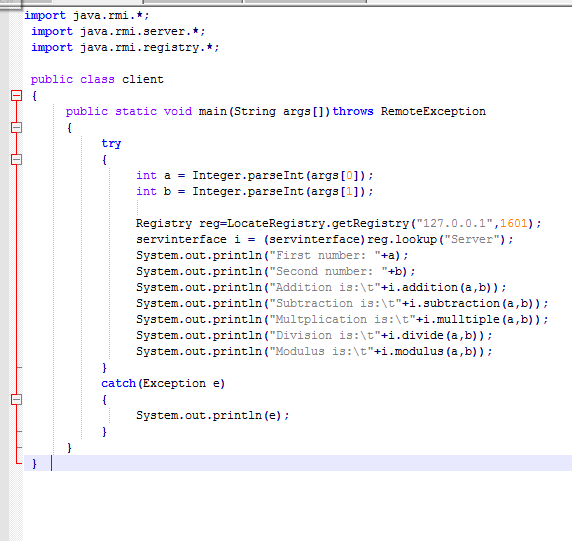 import java.rmi.*;
import java.rmi.server.*;
import java.rmi.registry.*;
public class client
{
public static void main(String args[])throws RemoteException
{
try
{
int a = Integer.parseInt(args[0]);
int b = Integer.parseInt(args[1]);
Registry reg=LocateRegistry.getRegistry("127.0.0.1",1601);
servinterface i = (servinterface)reg.lookup("Server");
System.out.println("First number: "+a);
System.out.println("Second number: "+b);
System.out.println("Addition is:\t"+i.addition(a,b));
System.out.println("Subtraction is:\t"+i.subtraction(a,b));
System.out.println("Multplication is:\t"+i.mulltiple(a,b));
System.out.println("Division is:\t"+i.divide(a,b));
System.out.println("Modulus is:\t"+i.modulus(a,b));
}
catch(Exception e)
{
System.out.println(e);
}
}
}